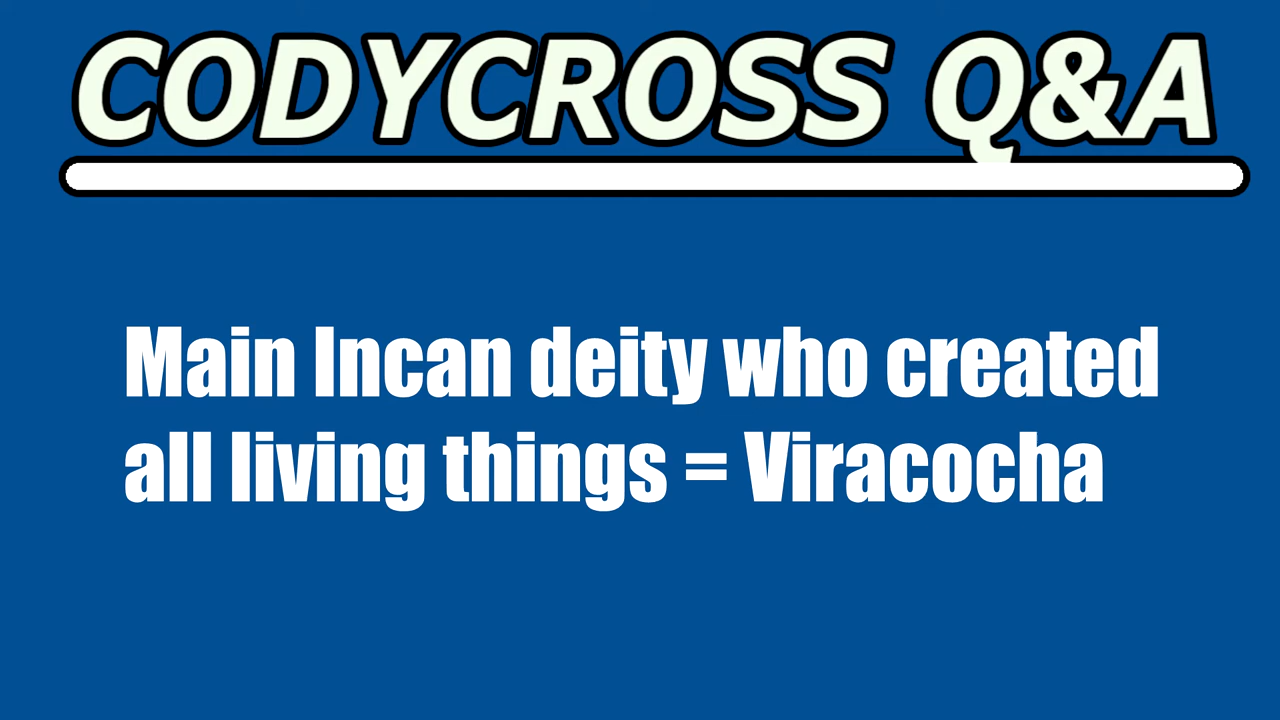 CODYCROSS Q&A
Main Incan deity who created
all living things = Viracocha